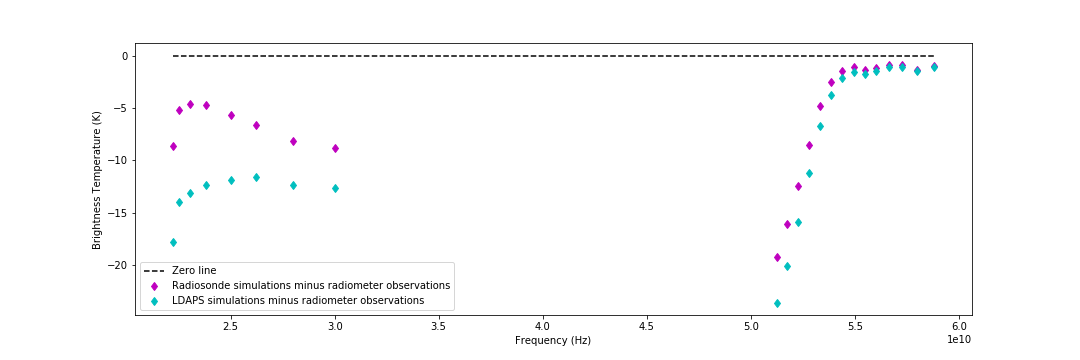 0
−5
−10
−15
−20
Brightness Temperature (K)
Zero line
Radiosonde simulations minus radiometer observations
LDAPS simulations minus radiometer observations
2.5 3.0 3.5 4.0 4.5 5.0 5.5 6.0
1e10
Frequency (Hz)